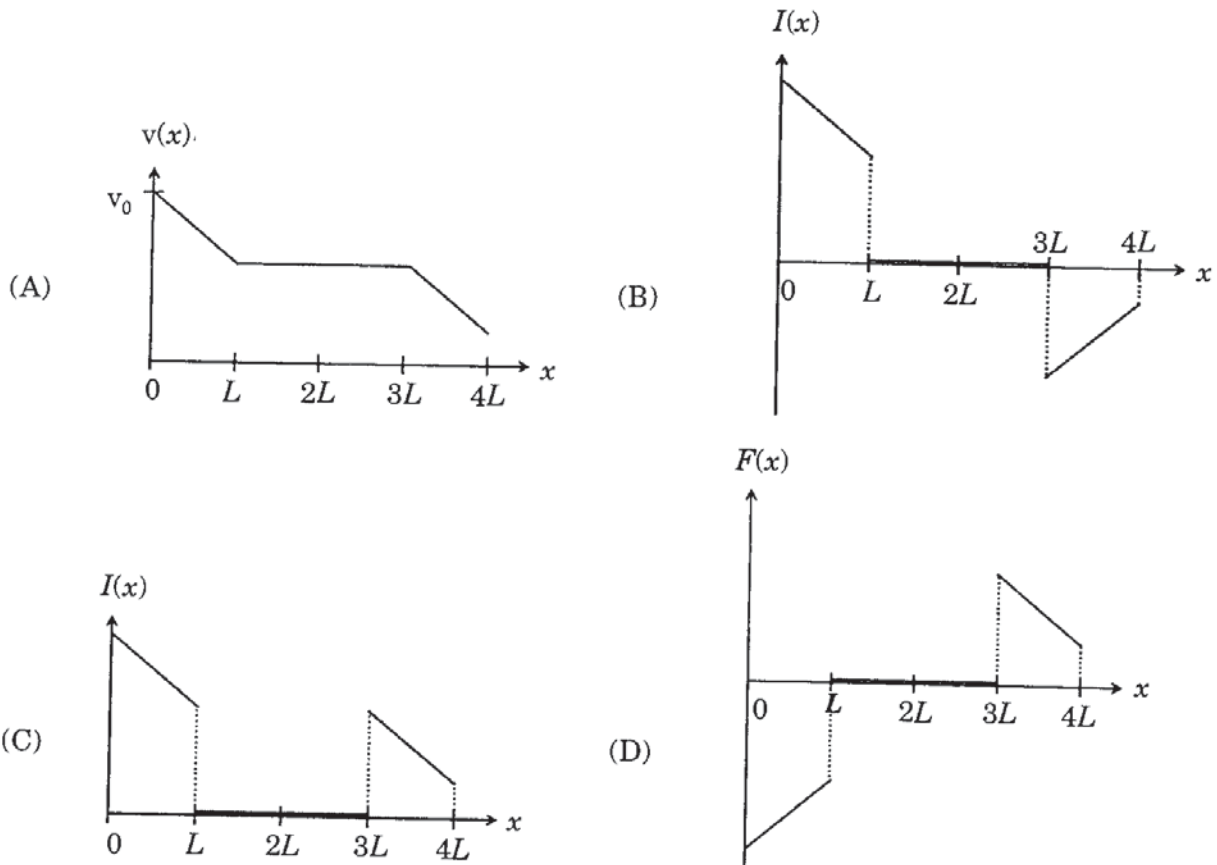 v(x)
v₀
(A)
0 L 2L 3L 4L x
I(x)
(B)
3L 4L
0 L 2L x
I(x)
(C)
0 L 2L 3L 4L x
F(x)
(D)
0 L 2L 3L 4L x